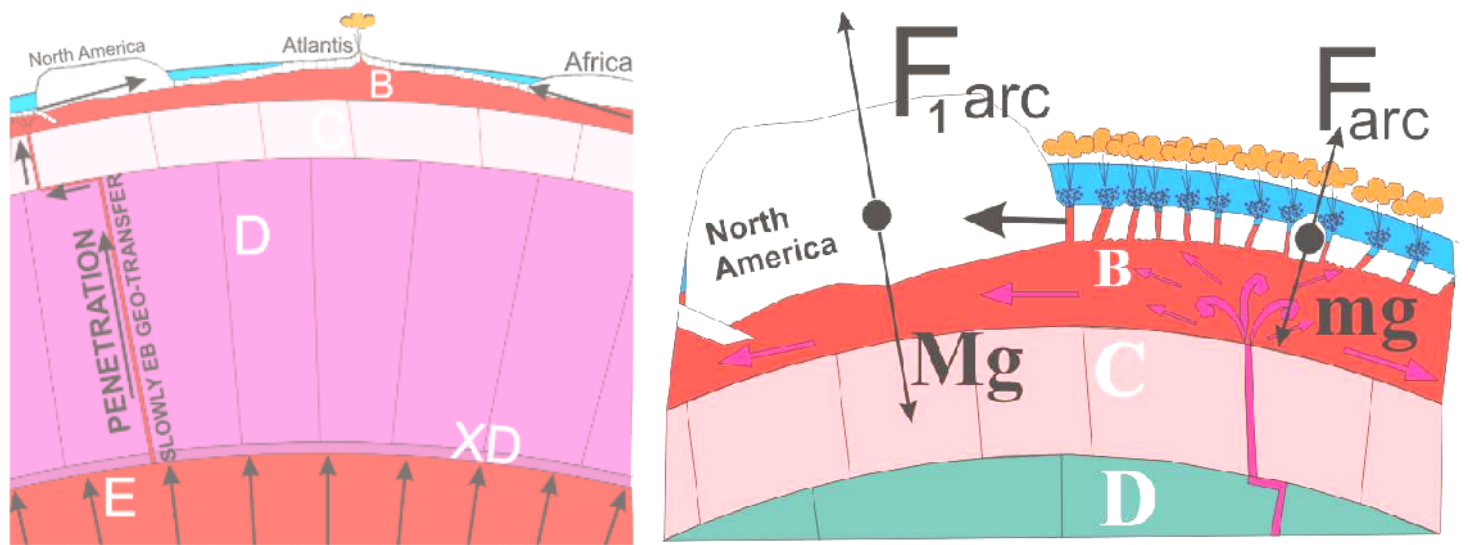 North America
Atlantis
Africa
B
C
D
PENETRATION
SLOWLY EB GEO-TRANSFER
XD
E
F1 arc
Farc
North
America
B
mg
Mg
C
D